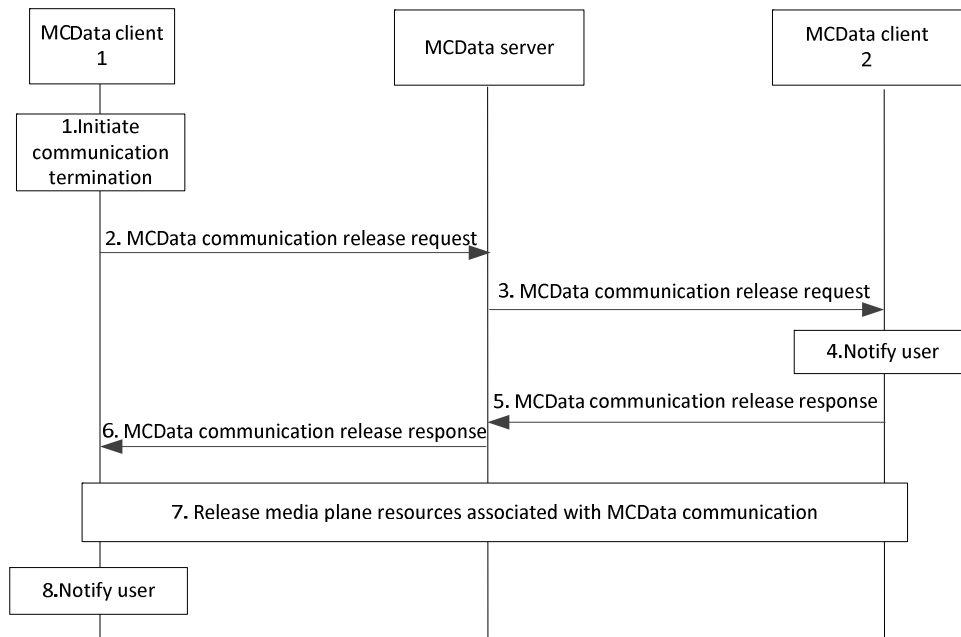 MCData client
1
MCData server
MCData client
2
1.Initiate
communication
termination
2. MCData communication release request
3. MCData communication release request
4.Notify user
5. MCData communication release response
6. MCData communication release response
7. Release media plane resources associated with MCData communication
8.Notify user